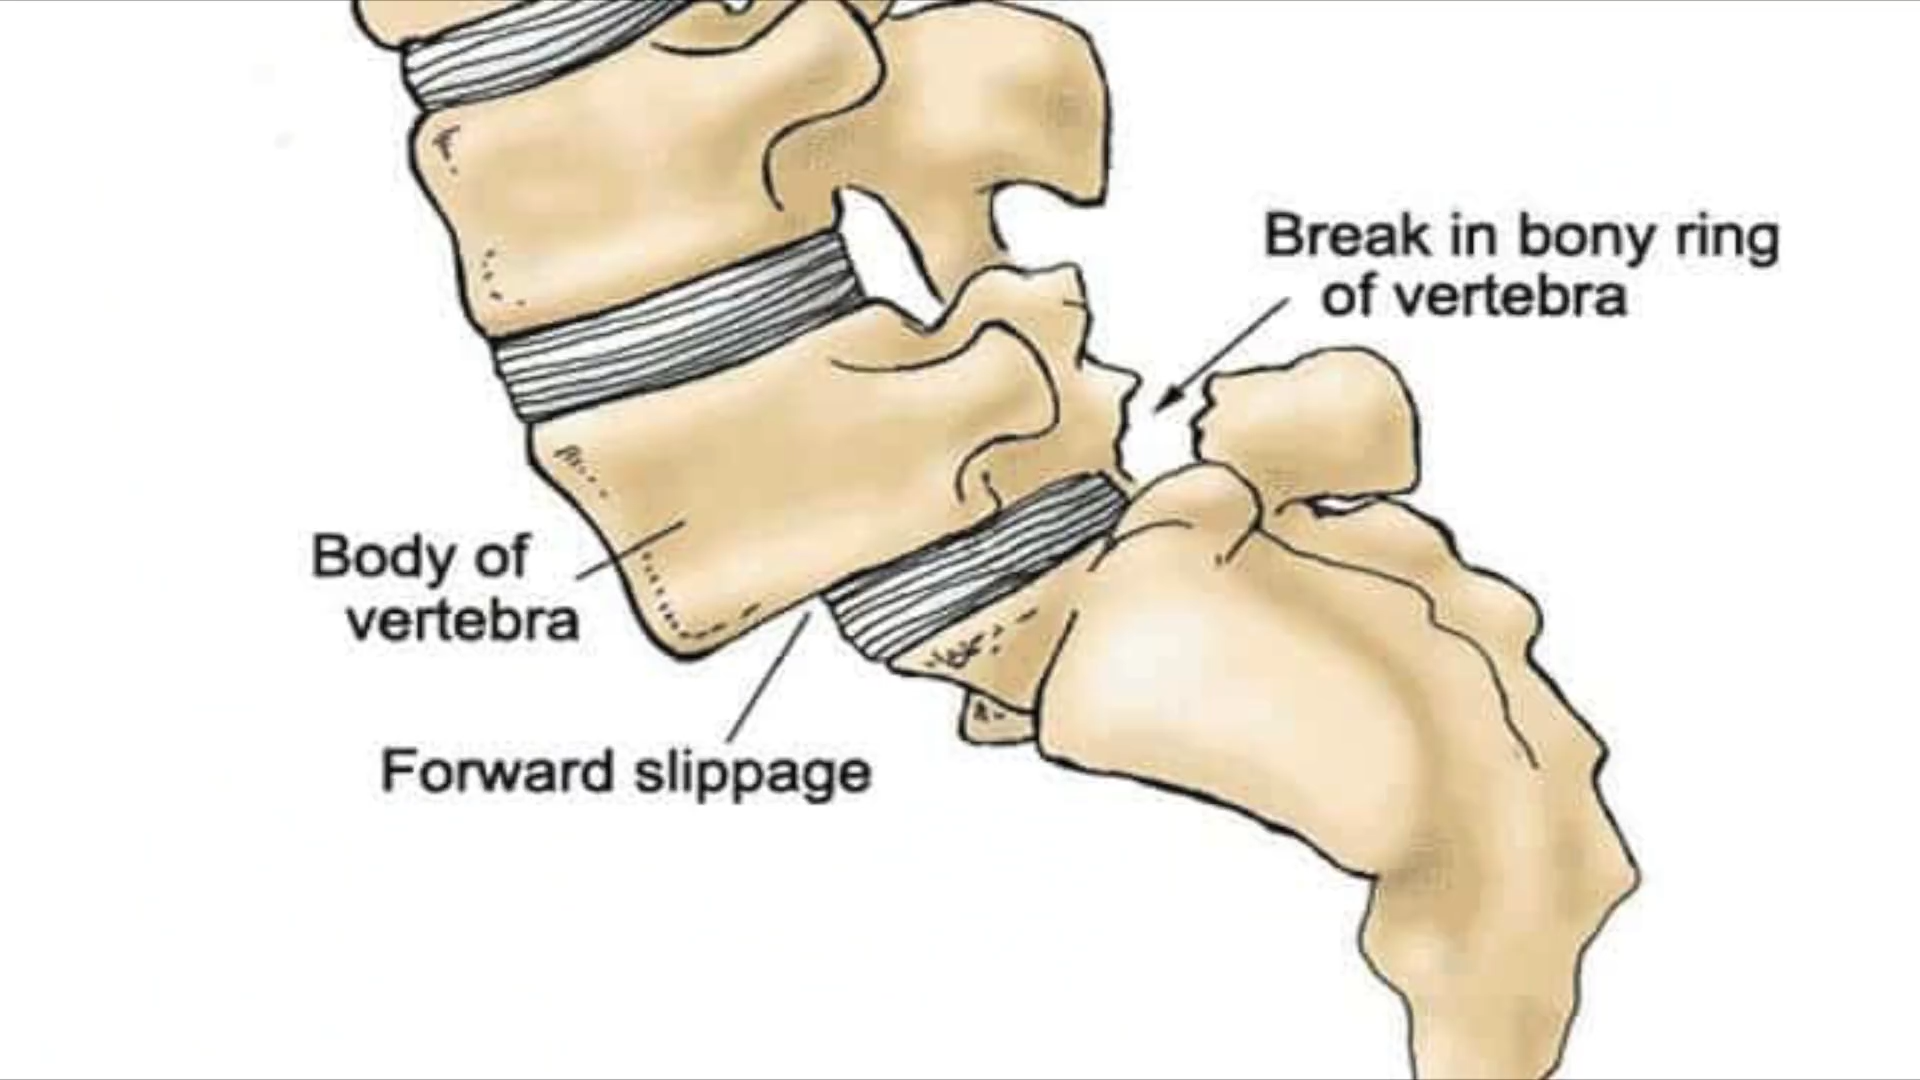 Break in bony ring
of vertebra
Body of
vertebra
Forward slippage